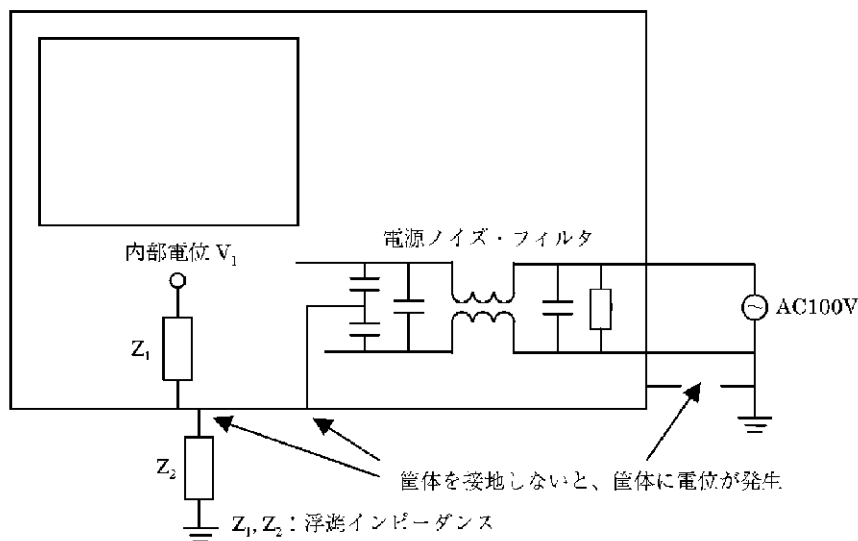 電源ノイズ・フィルタ
内部電位 V1
AC100V
Z1
Z2
筐体を接地しないと、筐体に電位が発生
Z1, Z2：浮遊インピーダンス